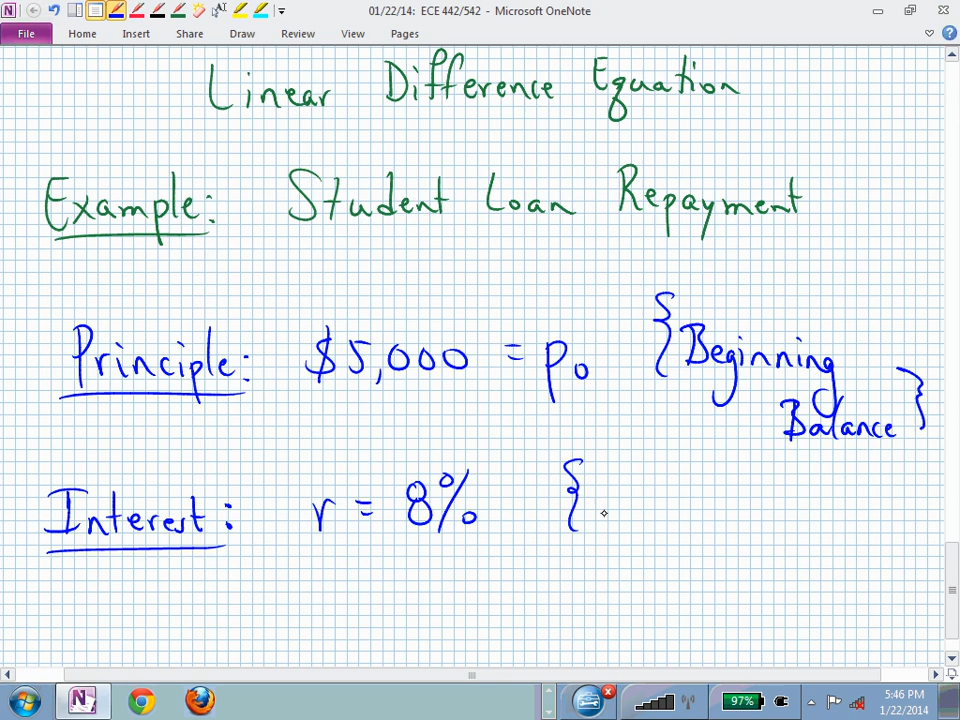 01/22/14: ECE 442/542 - Microsoft OneNote
File Home Insert Share Draw Review View Pages
Linear Difference Equation
Example: Student Loan Repayment
Principle: $5,000 = p0 {Beginning
Balance}
Interest: r = 8% {
97%
5:46 PM
1/22/2014